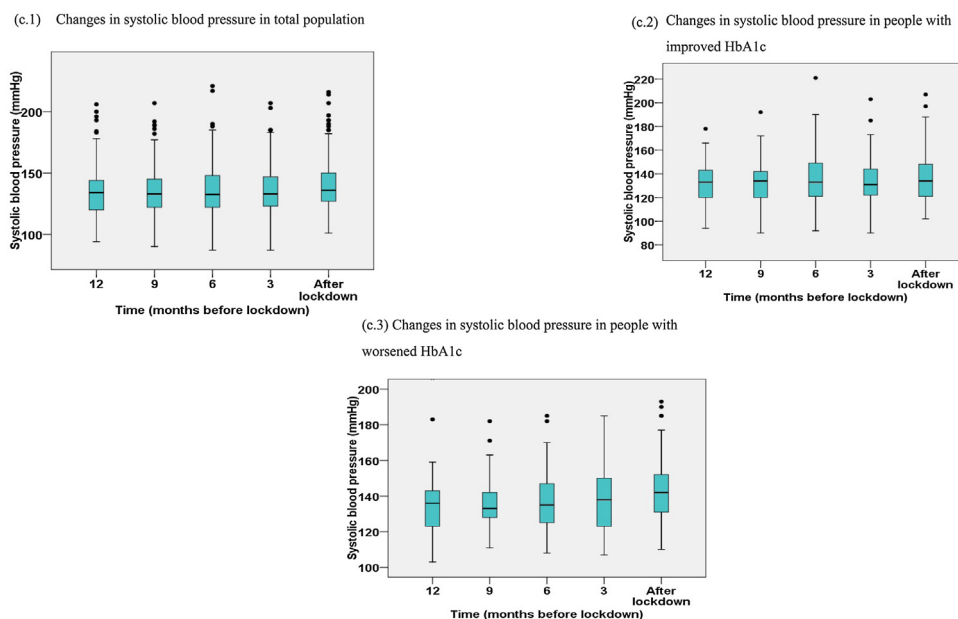 (c.1) Changes in systolic blood pressure in total population
Systolic blood pressure (mmHg)
200
150
100
12 9 6 3 After
lockdown
Time (months before lockdown)
(c.2) Changes in systolic blood pressure in people with
improved HbA1c
Systolic blood pressure (mmHg)
220
200
180
160
140
120
100
80
12 9 6 3 After
lockdown
Time (months before lockdown)
(c.3) Changes in systolic blood pressure in people with
worsened HbA1c
Systolic blood pressure (mmHg)
200
180
160
140
120
100
12 9 6 3 After
lockdown
Time (months before lockdown)